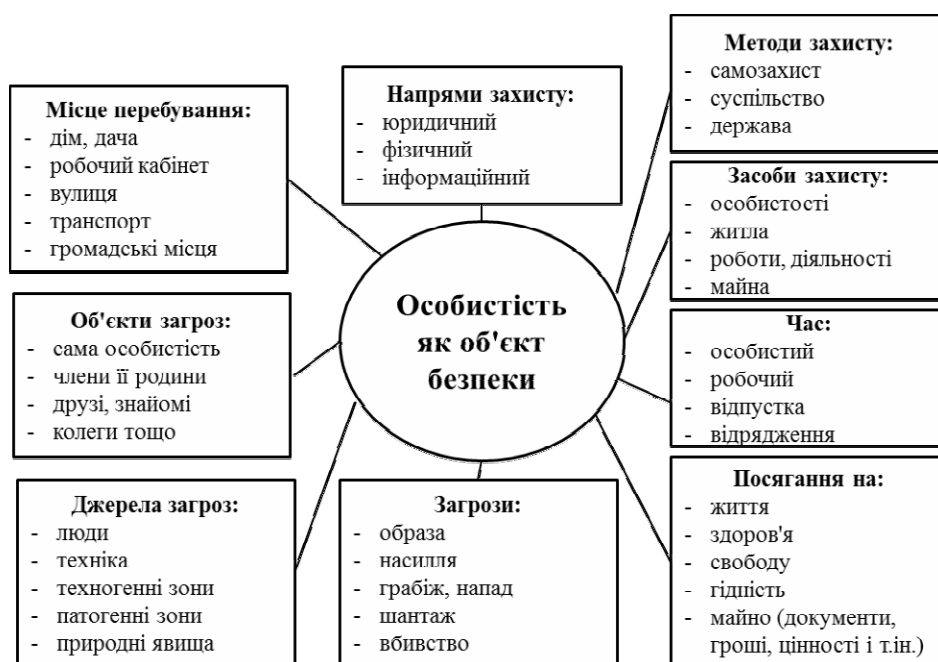 Місце перебування:
- дім, дача
- робочий кабінет
- вулиця
- транспорт
- громадські місця
Напрями захисту:
- юридичний
- фізичний
- інформаційний
Методи захисту:
- самозахист
- суспільство
- держава
Засоби захисту:
- особистості
- житла
- роботи, діяльності
- майна
Об'єкти загроз:
- сама особистість
- члени її родини
- друзі, знайомі
- колеги тощо
Особистість
як об'єкт
безпеки
Час:
- особистий
- робочий
- відпустка
- відрядження
Джерела загроз:
- люди
- техніка
- техногенні зони
- патогенні зони
- природні явища
Загрози:
- образа
- насилля
- грабіж, напад
- шантаж
- вбивство
Посягання на:
- життя
- здоров'я
- свободу
- гідність
- майно (документи,
гроші, цінності і т.ін.)